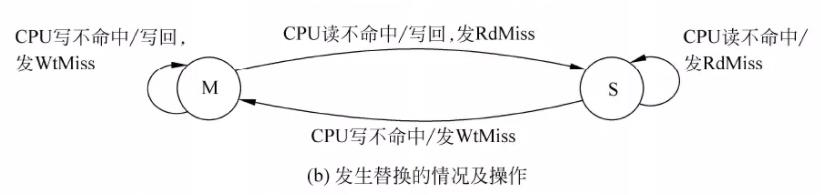 CPU写不命中/写回,
发WtMiss
CPU读不命中/写回,发RdMiss
CPU读不命中/
发RdMiss
M
S
CPU写不命中/发WtMiss
(b) 发生替换的情况及操作